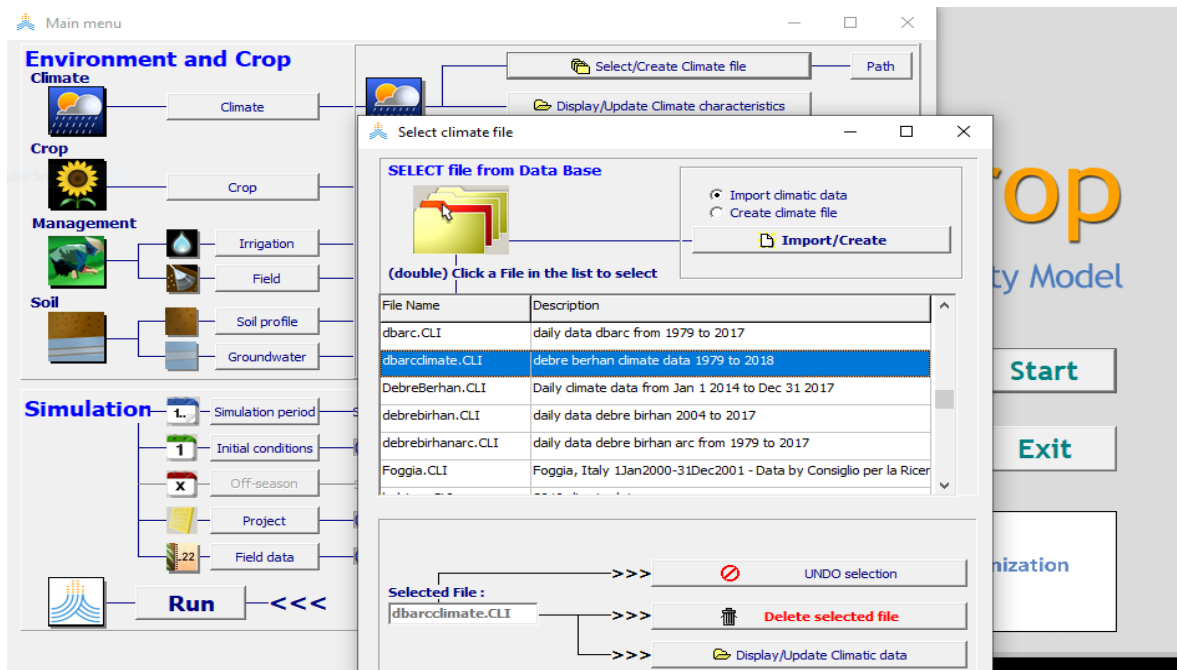 Main menu
Environment and Crop
Climate
Climate
Crop
Crop
Management
Irrigation
Field
Soil
Soil profile
Groundwater
Select/Create Climate file
Path
Display/Update Climate characteristics
Simulation
1..
Simulation period
1
Initial conditions
x
Off-season
Project
.22
Field data
Run
<<<
Select climate file
SELECT file from Data Base
Import climatic data
Create climate file
Import/Create
(double) Click a File in the list to select
File Name Description
dbarc.CLI daily data dbarc from 1979 to 2017
dbarcclimate.CLI debre berhan climate data 1979 to 2018
DebreBerhan.CLI Daily climate data from Jan 1 2014 to Dec 31 2017
debrebirhan.CLI daily data debre birhan 2004 to 2017
debrebirhanarc.CLI daily data debre birhan arc from 1979 to 2017
Foggia.CLI Foggia, Italy 1Jan2000-31Dec2001 - Data by Consiglio per la Ricer
Selected File :
dbarcclimate.CLI
>>> UNDO selection
>>> Delete selected file
>>> Display/Update Climatic data
rop
ty Model
Start
Exit
nization